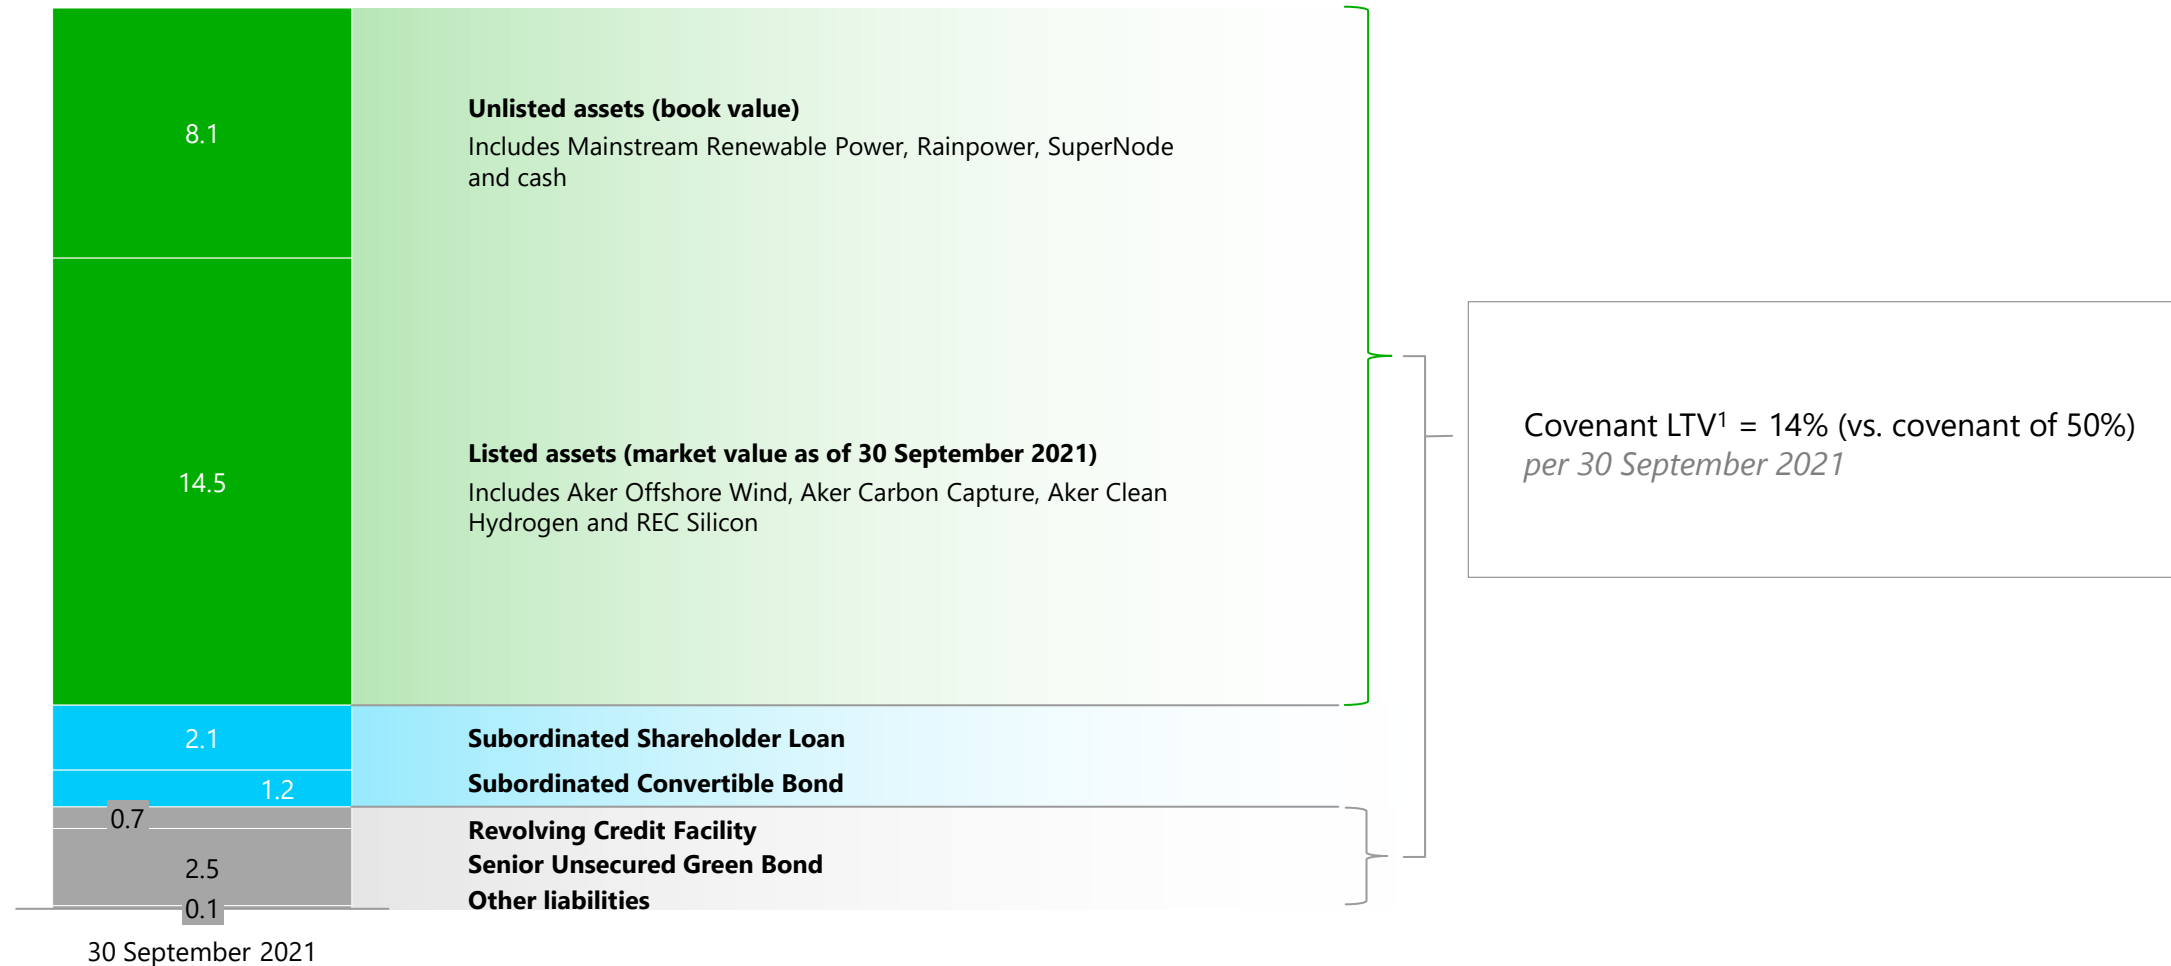 8.1
Unlisted assets (book value)
Includes Mainstream Renewable Power, Rainpower, SuperNode
and cash
14.5
Listed assets (market value as of 30 September 2021)
Includes Aker Offshore Wind, Aker Carbon Capture, Aker Clean
Hydrogen and REC Silicon
Covenant LTV¹ = 14% (vs. covenant of 50%)
per 30 September 2021
2.1
Subordinated Shareholder Loan
1.2
Subordinated Convertible Bond
0.7
Revolving Credit Facility
2.5
Senior Unsecured Green Bond
0.1
Other liabilities
30 September 2021